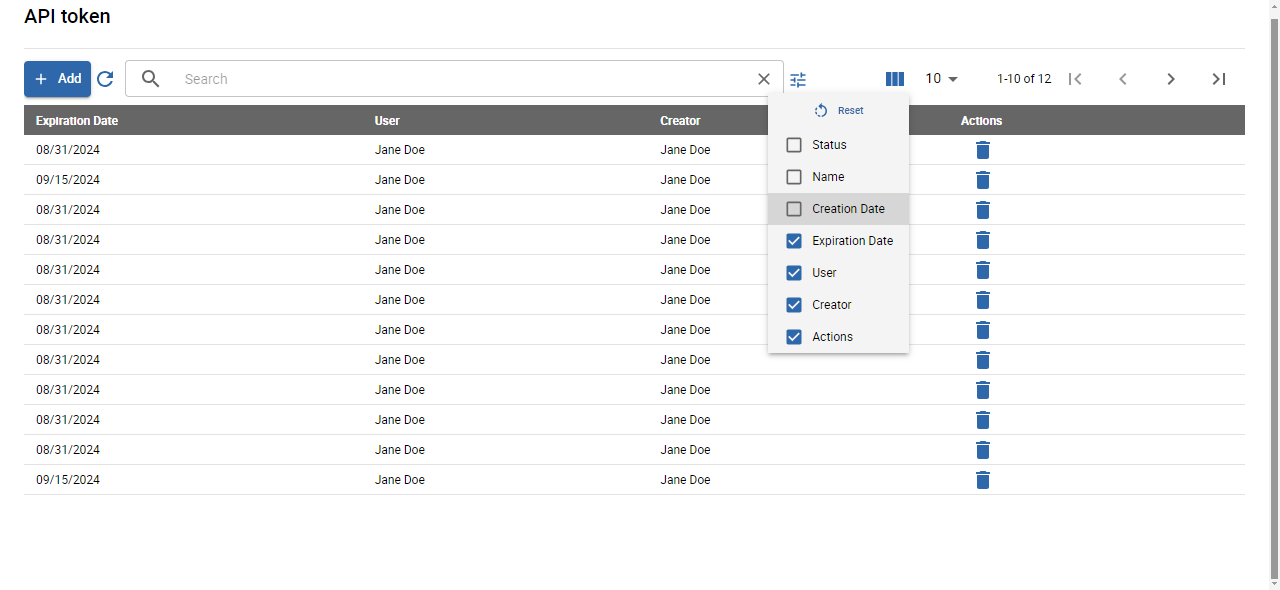 API token
Add
Search
10
1-10 of 12
Expiration Date User Creator Actions
Reset
Status
Name
Creation Date
Expiration Date
User
Creator
Actions
08/31/2024 Jane Doe Jane Doe
09/15/2024 Jane Doe Jane Doe
08/31/2024 Jane Doe Jane Doe
08/31/2024 Jane Doe Jane Doe
08/31/2024 Jane Doe Jane Doe
08/31/2024 Jane Doe Jane Doe
08/31/2024 Jane Doe Jane Doe
08/31/2024 Jane Doe Jane Doe
08/31/2024 Jane Doe Jane Doe
08/31/2024 Jane Doe Jane Doe
08/31/2024 Jane Doe Jane Doe
09/15/2024 Jane Doe Jane Doe